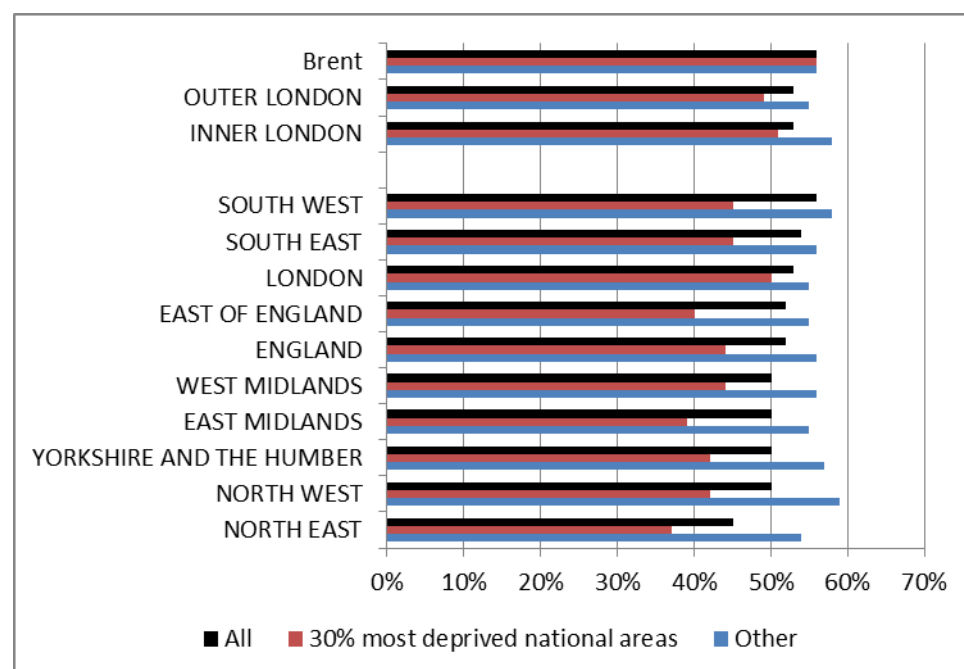 Brent
OUTER LONDON
INNER LONDON
SOUTH WEST
SOUTH EAST
LONDON
EAST OF ENGLAND
ENGLAND
WEST MIDLANDS
EAST MIDLANDS
YORKSHIRE AND THE HUMBER
NORTH WEST
NORTH EAST
0% 10% 20% 30% 40% 50% 60% 70%
All 30% most deprived national areas Other